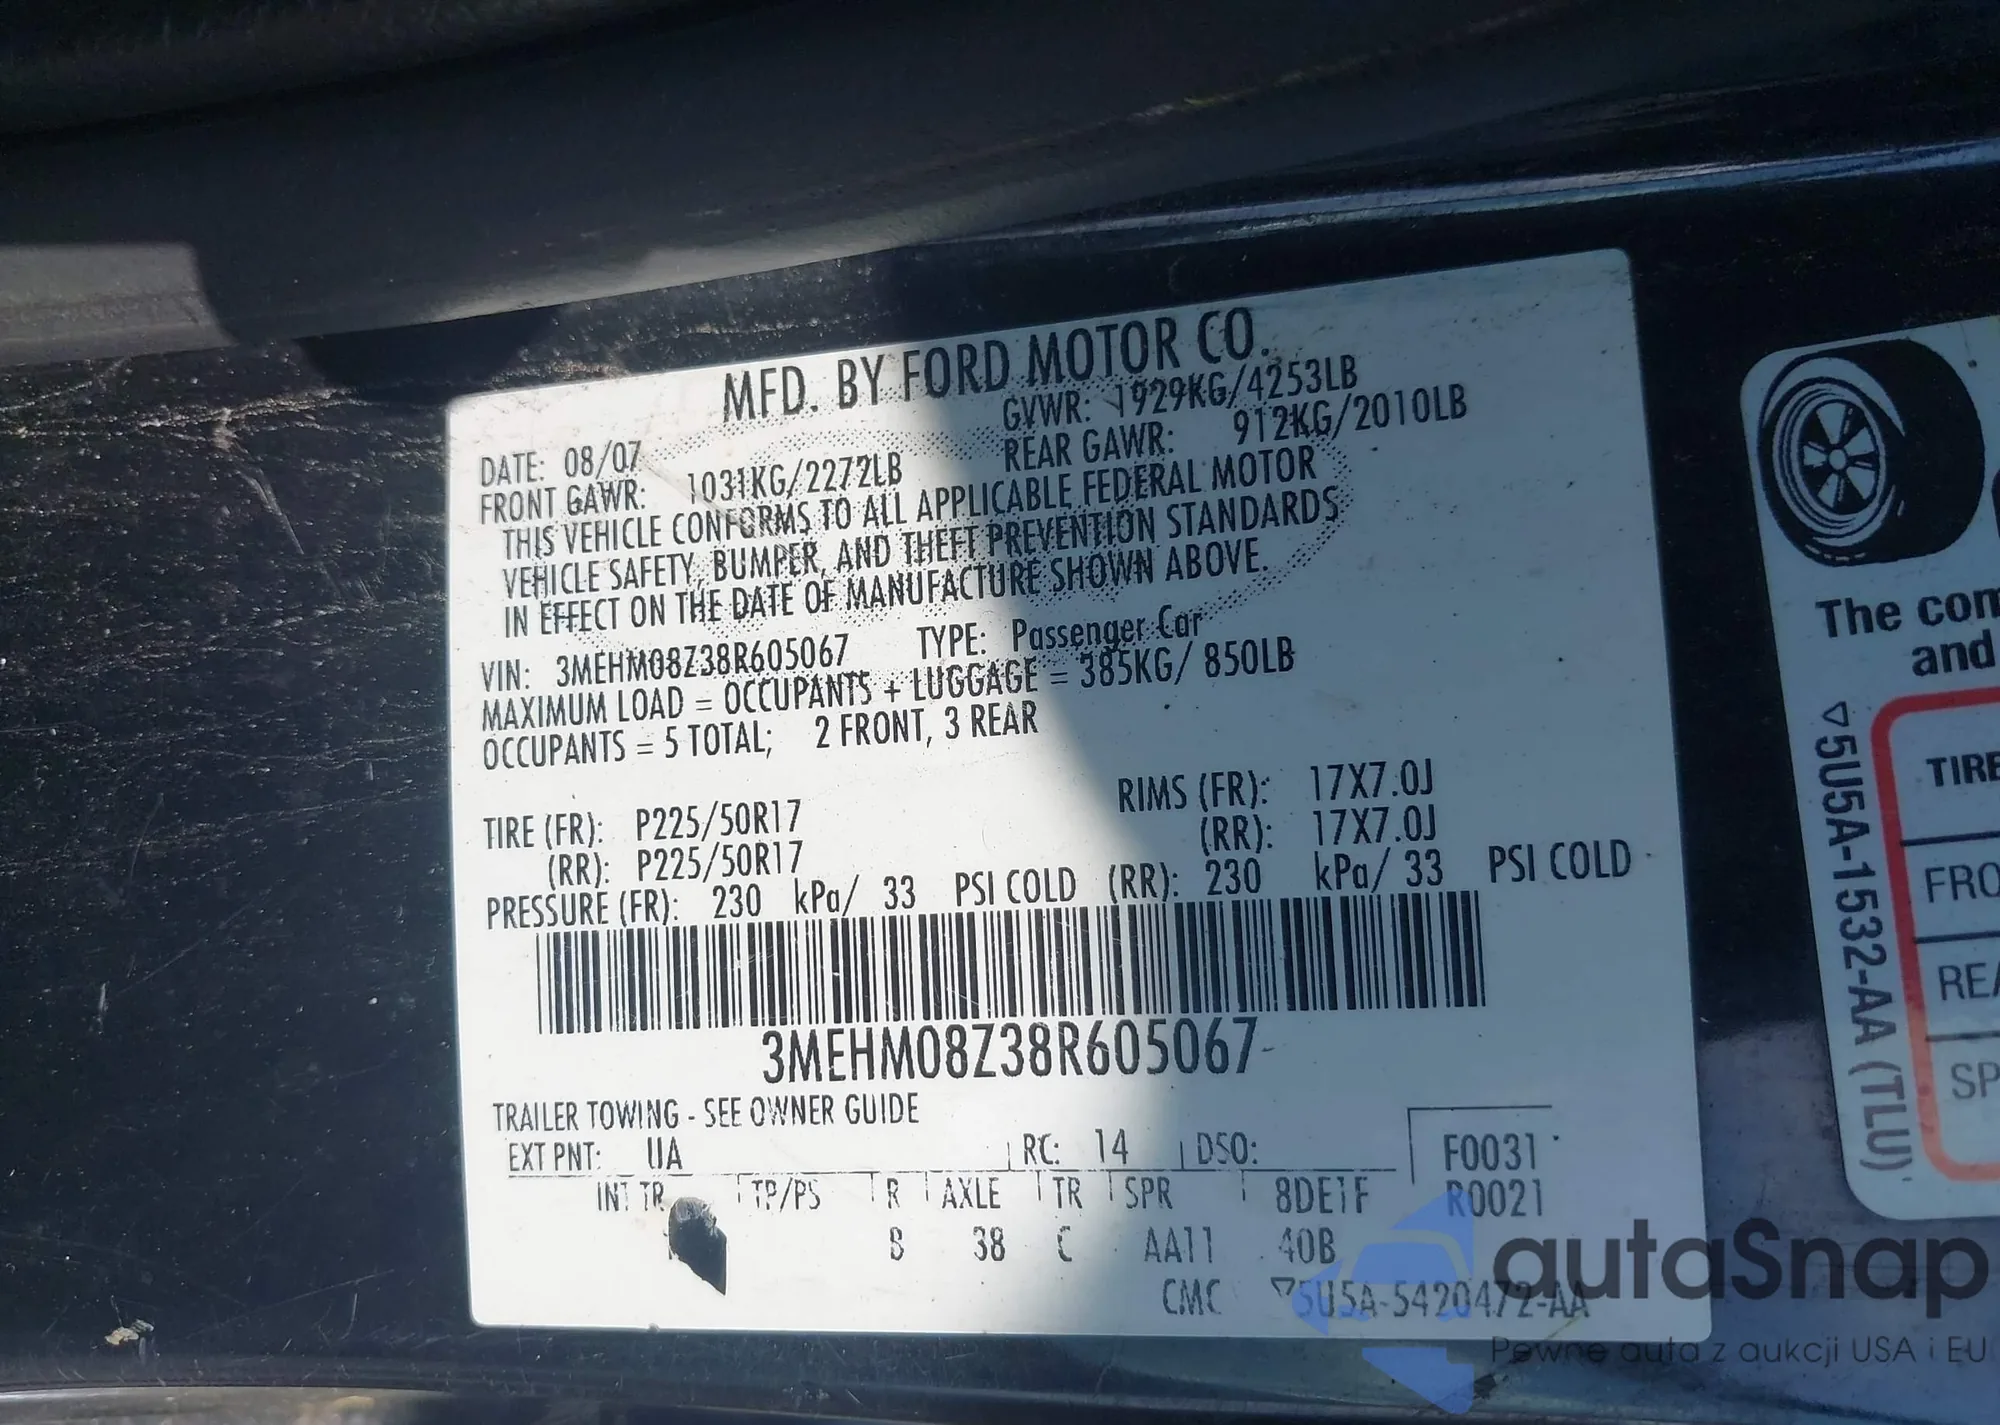 MFD. BY FORD MOTOR CO.
DATE: 08/07 GVWR: 1929KG/4253LB
FRONT GAWR: 1031KG/2272LB REAR GAWR: 912KG/2010LB
THIS VEHICLE CONFORMS TO ALL APPLICABLE FEDERAL MOTOR
VEHICLE SAFETY, BUMPER, AND THEFT PREVENTION STANDARDS
IN EFFECT ON THE DATE OF MANUFACTURE SHOWN ABOVE.
VIN: 3MEHM08Z38R605067 TYPE: Passenger Car
MAXIMUM LOAD = OCCUPANTS + LUGGAGE = 385KG/ 850LB
OCCUPANTS = 5 TOTAL; 2 FRONT, 3 REAR
TIRE (FR): P225/50R17 RIMS (FR): 17X7.0J
(RR): P225/50R17 (RR): 17X7.0J
PRESSURE (FR): 230 kPa/ 33 PSI COLD (RR): 230 kPa/ 33 PSI COLD
3MEHM08Z38R605067
TRAILER TOWING - SEE OWNER GUIDE
EXT PNT: UA RC: 14 DSO: F0031
INT TR TP/PS R AXLE TR SPR 8DE1F R0021
B 38 C AA11 40B
CMC ▽5U5A-5420472-AA
The com
and
▽5U5A-1532-AA (TLU)
TIRE
FRO
REA
SP
autaSnap
Pewne auta z aukcji USA i EU